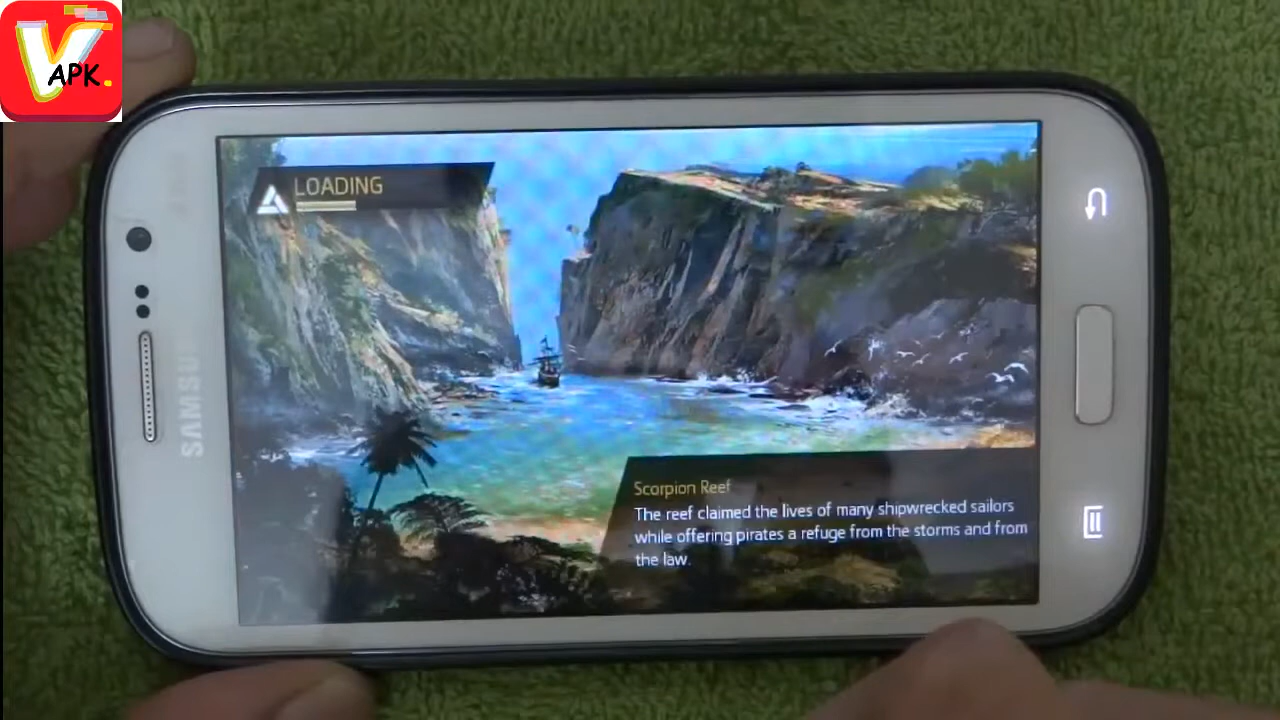 V
APK.
LOADING
SAMSUNG
Scorpion Reef
The reef claimed the lives of many shipwrecked sailors
while offering pirates a refuge from the storms and from
the law.